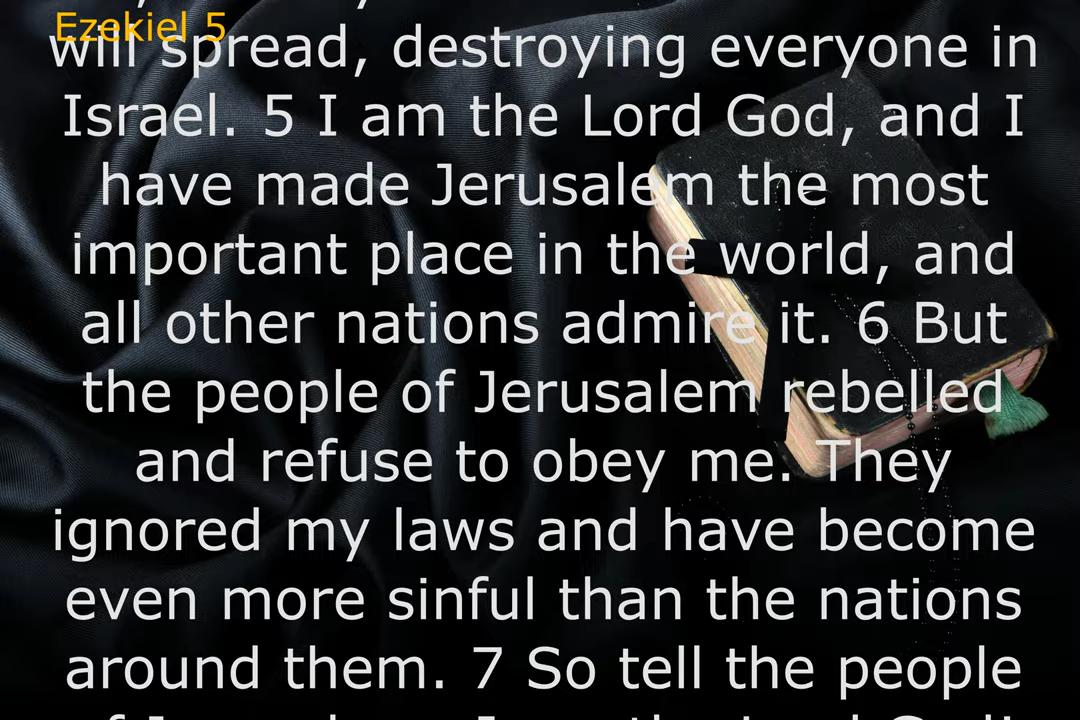 Ezekiel 5
will spread, destroying everyone in
Israel. 5 I am the Lord God, and I
have made Jerusalem the most
important place in the world, and
all other nations admire it. 6 But
the people of Jerusalem rebelled
and refuse to obey me. They
ignored my laws and have become
even more sinful than the nations
around them. 7 So tell the people